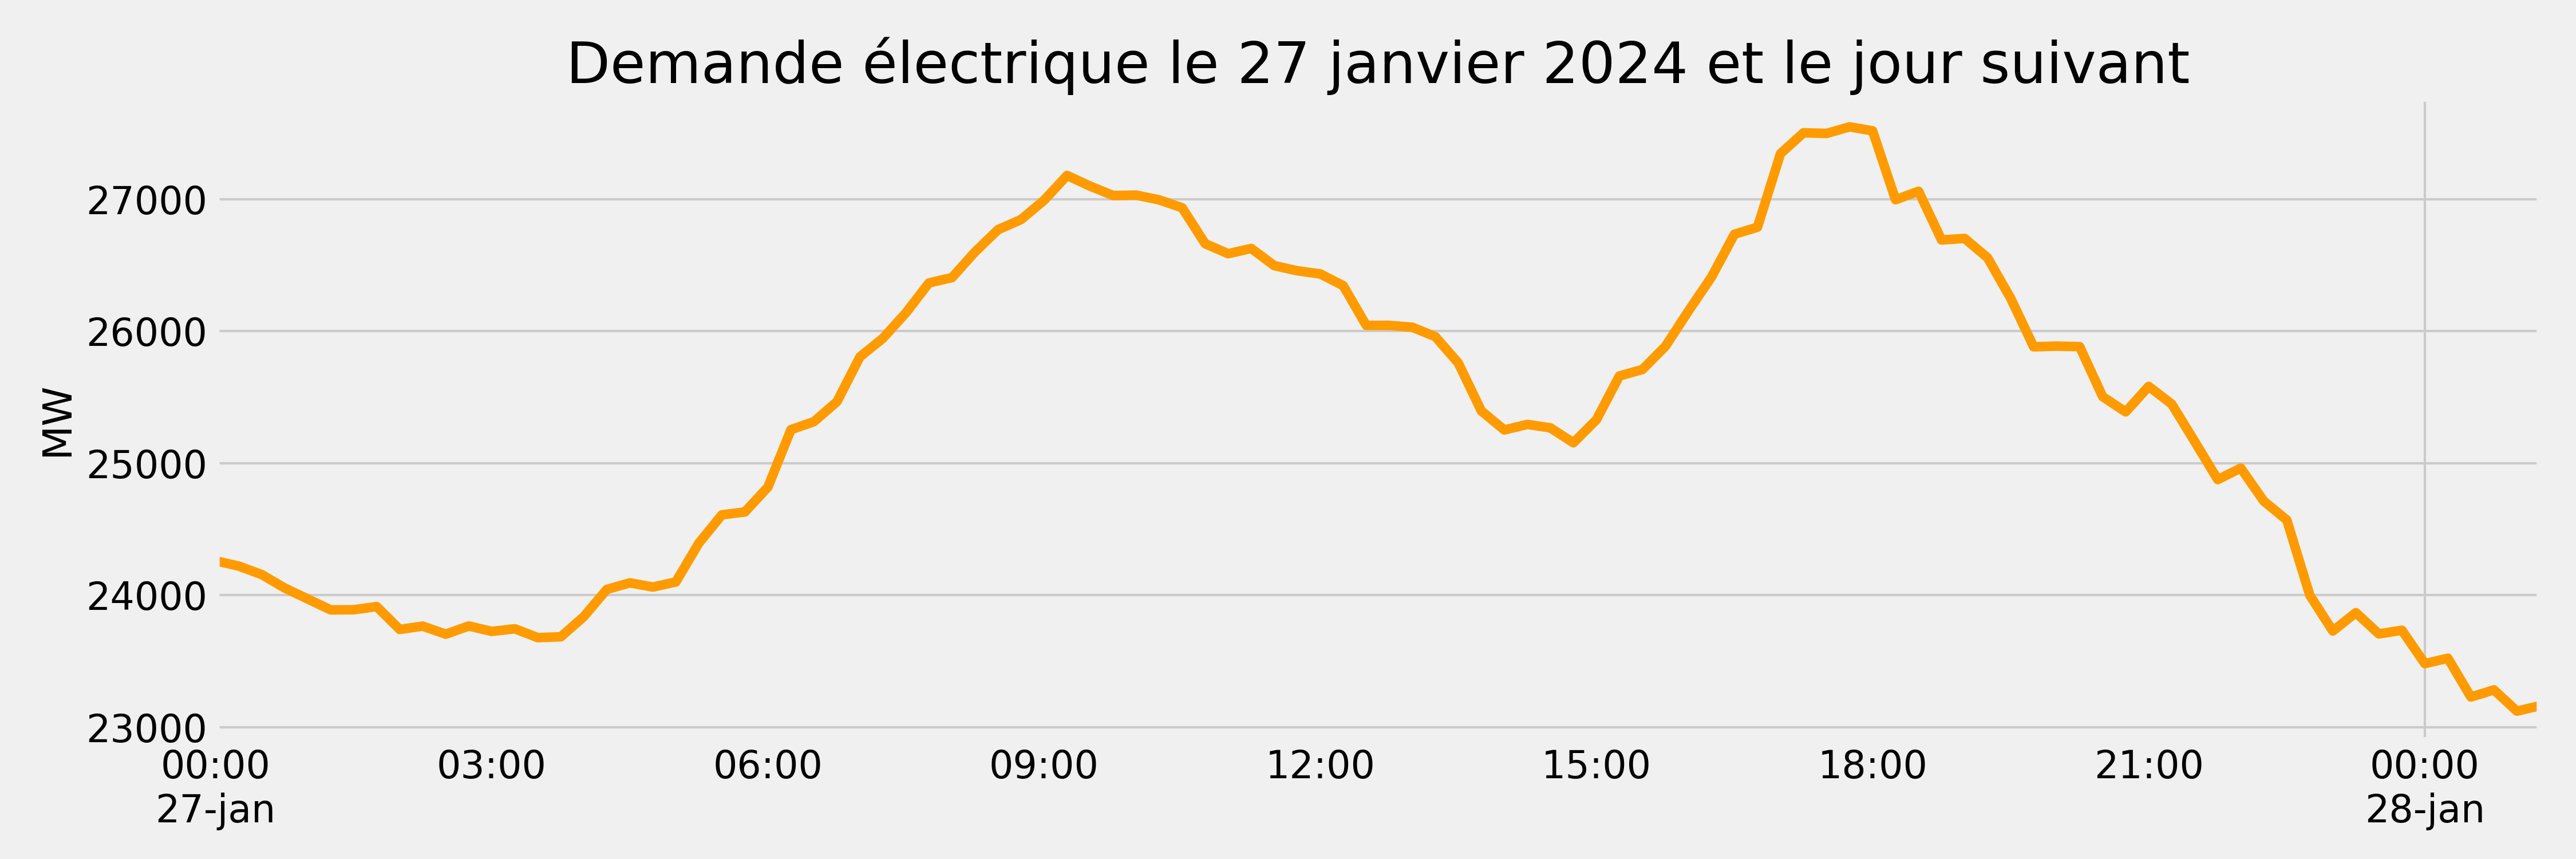 Demande électrique le 27 janvier 2024 et le jour suivant
MW
27000
26000
25000
24000
23000
00:00 03:00 06:00 09:00 12:00 15:00 18:00 21:00 00:00
27-jan 28-jan